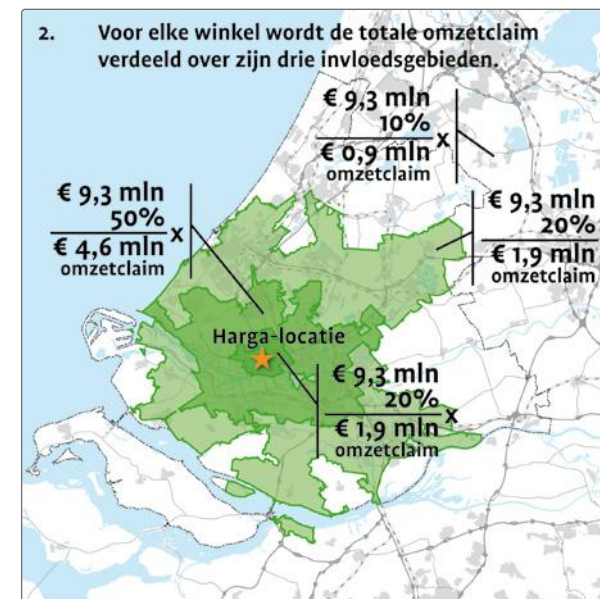 2. Voor elke winkel wordt de totale omzetclaim
verdeeld over zijn drie invloedsgebieden.
€ 9,3 mln
10%
x
€ 0,9 mln
omzetclaim
€ 9,3 mln
50%
x
€ 4,6 mln
omzetclaim
€ 9,3 mln
20%
€ 1,9 mln
omzetclaim
Harga-locatie
€ 9,3 mln
20%
x
€ 1,9 mln
omzetclaim